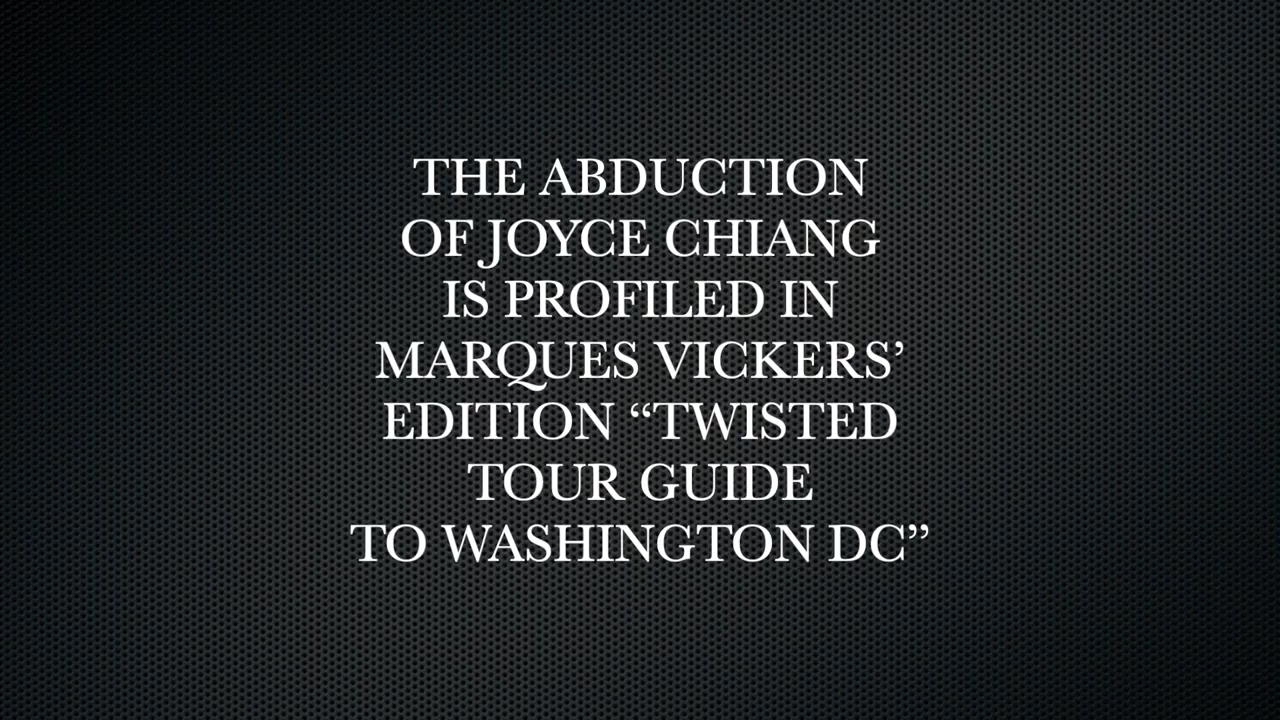 THE ABDUCTION
OF JOYCE CHIANG
IS PROFILED IN
MARQUES VICKERS’
EDITION “TWISTED
TOUR GUIDE
TO WASHINGTON DC”